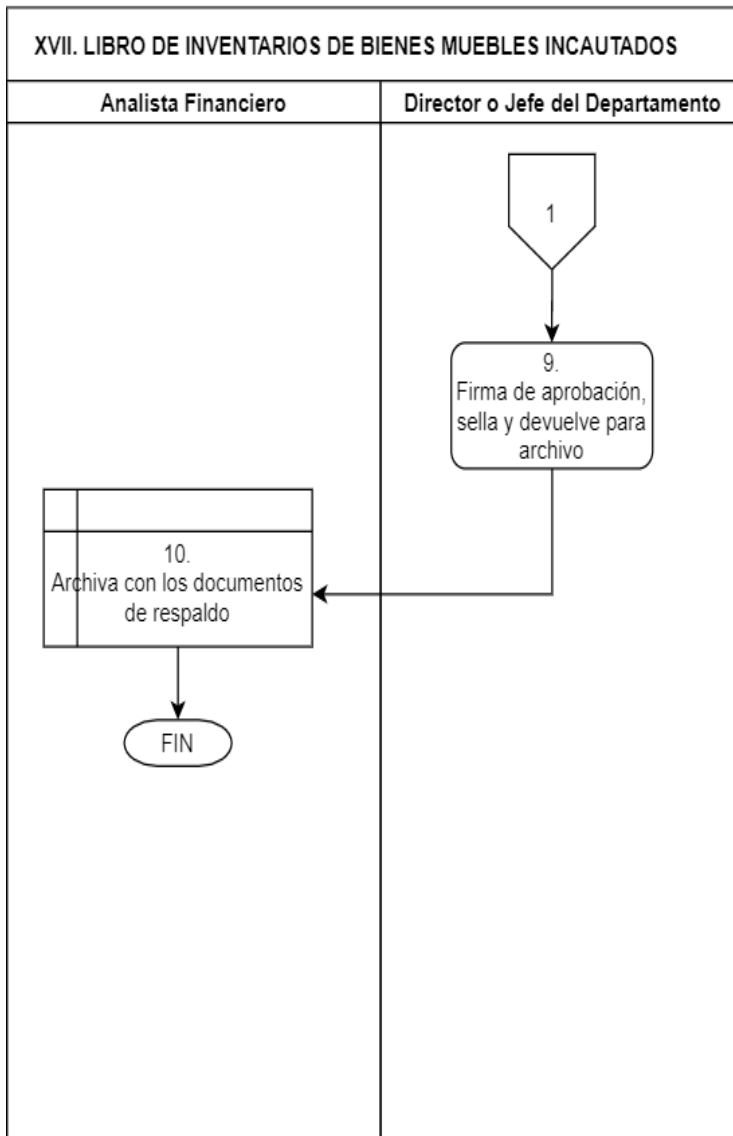 XVII. LIBRO DE INVENTARIOS DE BIENES MUEBLES INCAUTADOS
Analista Financiero
Director o Jefe del Departamento
1
9.
Firma de aprobación,
sella y devuelve para
archivo
10.
Archiva con los documentos
de respaldo
FIN